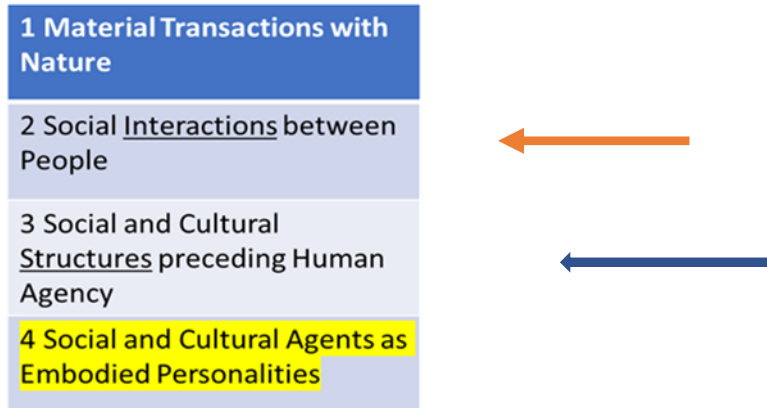 1 Material Transactions with
Nature
2 Social Interactions between
People
3 Social and Cultural
Structures preceding Human
Agency
4 Social and Cultural Agents as
Embodied Personalities